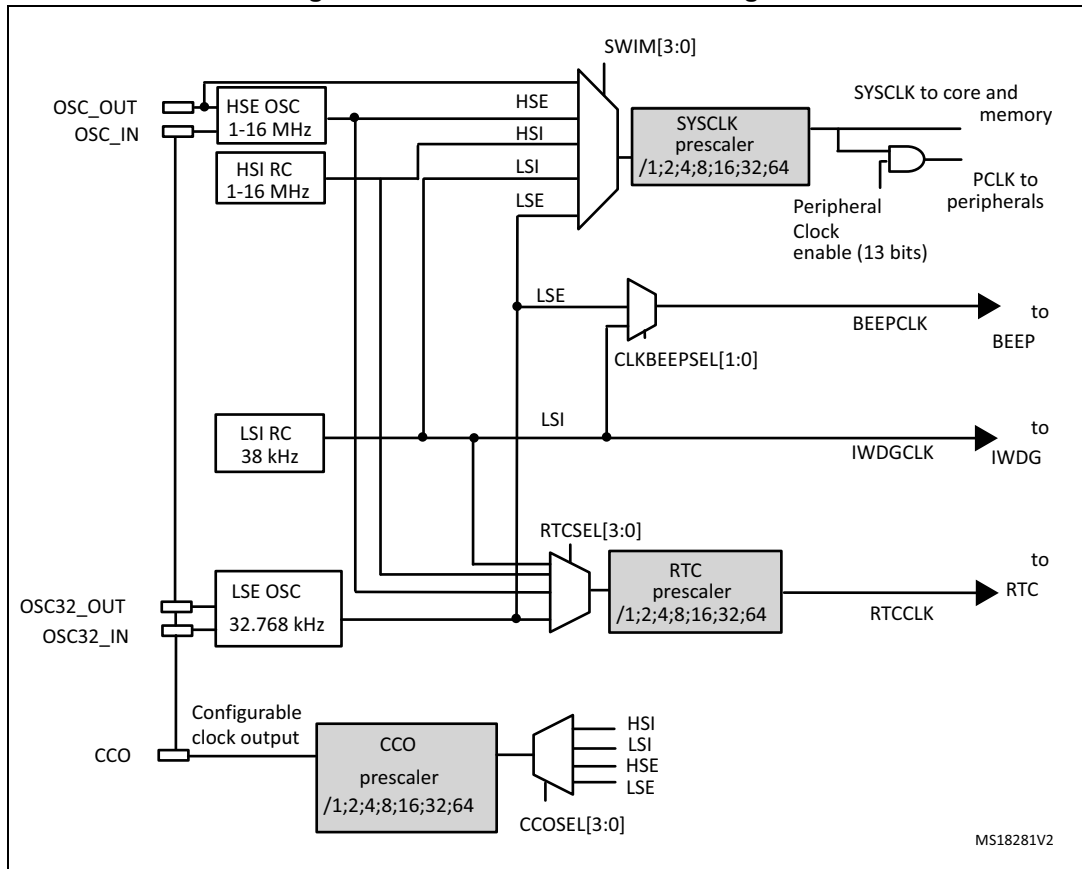 SWIM[3:0]
OSC_OUT
OSC_IN
HSE OSC
1-16 MHz
HSI RC
1-16 MHz
HSE
HSI
LSI
LSE
SYSCLK
prescaler
/1;2;4;8;16;32;64
SYSCLK to core and
memory
PCLK to
peripherals
Peripheral
Clock
enable (13 bits)
LSE
BEEPCLK
to
BEEP
CLKBEEPSEL[1:0]
LSI RC
38 kHz
LSI
IWDGCLK
to
IWDG
RTCSEL[3:0]
OSC32_OUT
OSC32_IN
LSE OSC
32.768 kHz
RTC
prescaler
/1;2;4;8;16;32;64
RTCCLK
to
RTC
Configurable
clock output
CCO
CCO
prescaler
/1;2;4;8;16;32;64
HSI
LSI
HSE
LSE
CCOSEL[3:0]
MS18281V2